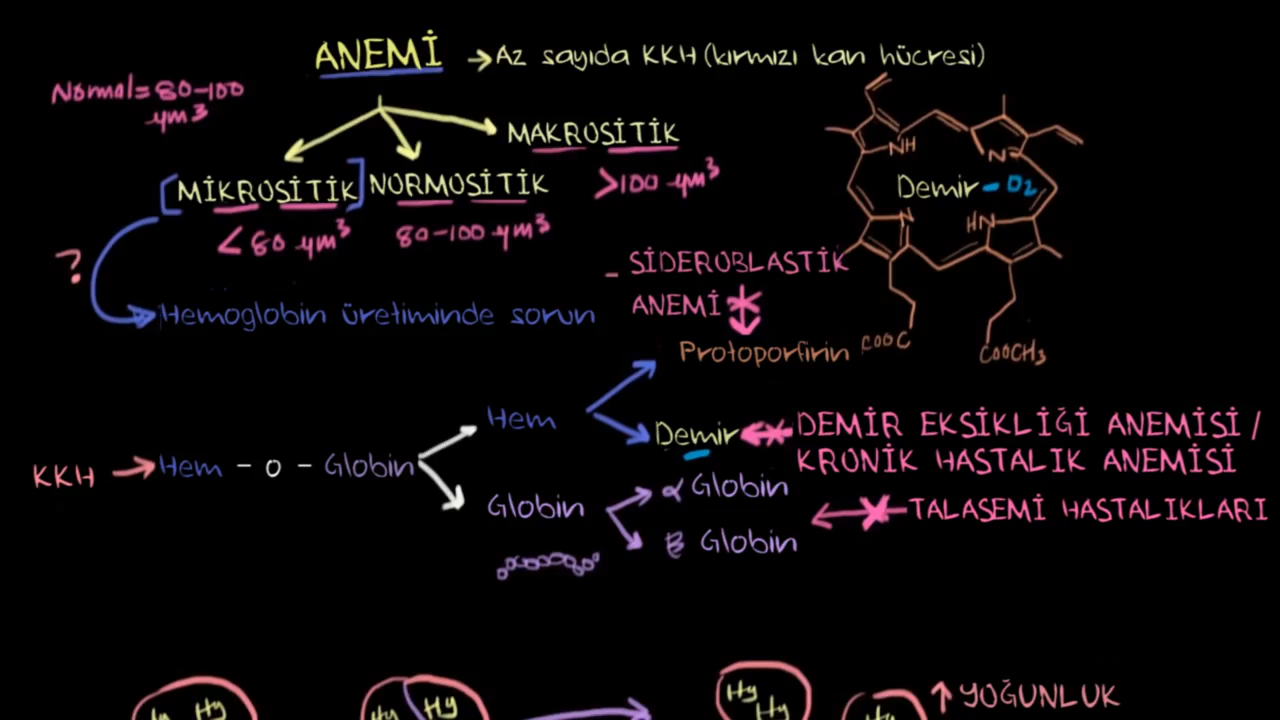 ANEMİ → Az sayıda KKH (kırmızı kan hücresi)
Normal = 80-100
µm³
MAKROSİTİK
[MİKROSİTİK] NORMOSİTİK
>100 µm³
< 80 µm³
80-100 µm³
NH
N
Demir - O2
N
HN
COOC
COOCH3
?
Hemoglobin üretiminde sorun
- SİDEROBLASTİK
ANEMİ
Protoporfirin
Hem
Demir
DEMİR EKSİKLİĞİ ANEMİSİ /
KRONİK HASTALIK ANEMİSİ
KKH → Hem - o - Globin
Globin
α Globin
β Globin
TALASEMİ HASTALIKLARI
Hy Hy
Hy Hy
Hy
Hy
Hy
↑ YOĞUNLUK